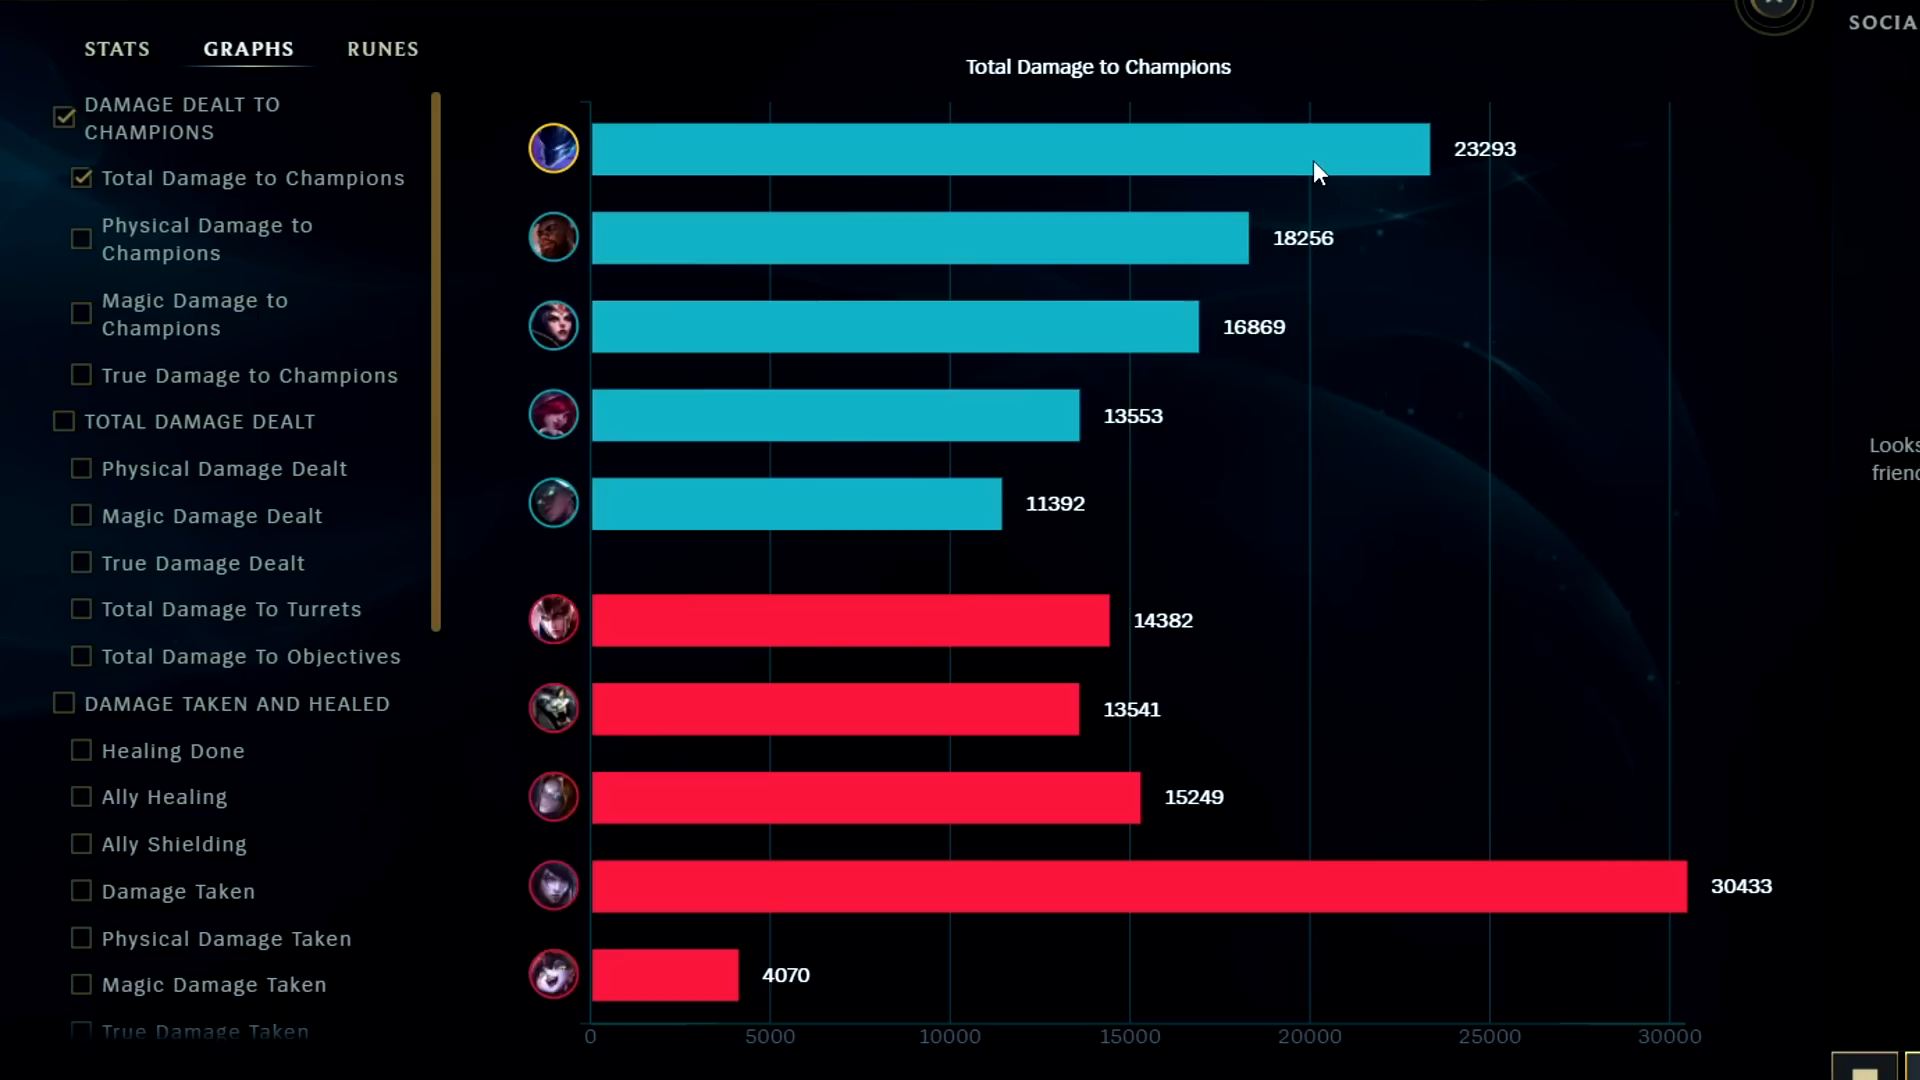 STATS GRAPHS RUNES
SOCIA
DAMAGE DEALT TO
CHAMPIONS
Total Damage to Champions
Physical Damage to
Champions
Magic Damage to
Champions
True Damage to Champions
TOTAL DAMAGE DEALT
Physical Damage Dealt
Magic Damage Dealt
True Damage Dealt
Total Damage To Turrets
Total Damage To Objectives
DAMAGE TAKEN AND HEALED
Healing Done
Ally Healing
Ally Shielding
Damage Taken
Physical Damage Taken
Magic Damage Taken
True Damage Taken
Total Damage to Champions
23293
18256
16869
13553
11392
14382
13541
15249
30433
4070
0 5000 10000 15000 20000 25000 30000
Looks
frienc